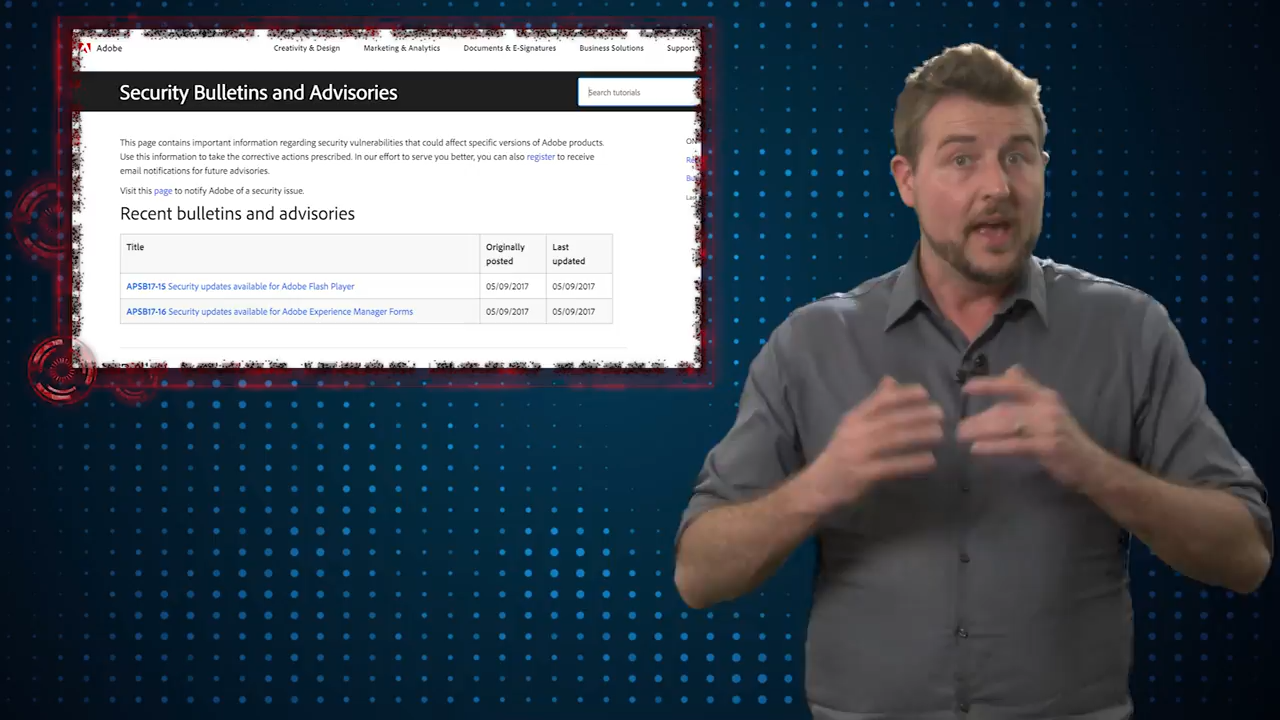 Adobe
Creativity & Design Marketing & Analytics Documents & E-Signatures Business Solutions Support
Security Bulletins and Advisories
Search tutorials
This page contains important information regarding security vulnerabilities that could affect specific versions of Adobe products.
Use this information to take the corrective actions prescribed. In our effort to serve you better, you can also register to receive
email notifications for future advisories.
Visit this page to notify Adobe of a security issue.
ON
Last
Recent bulletins and advisories
Title Originally posted Last updated
APSB17-15 Security updates available for Adobe Flash Player 05/09/2017 05/09/2017
APSB17-16 Security updates available for Adobe Experience Manager Forms 05/09/2017 05/09/2017